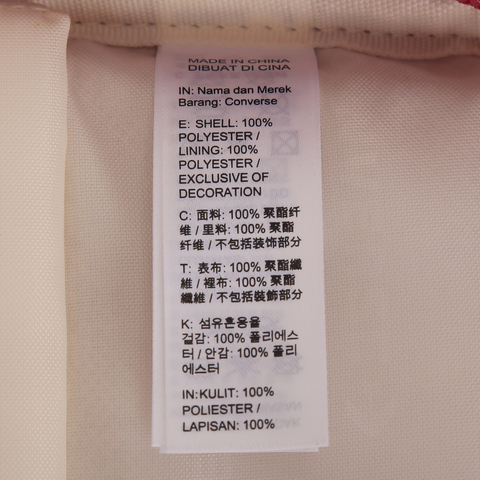 MADE IN CHINA
DIBUAT DI CINA
IN: Nama dan Merek
Barang: Converse
E: SHELL: 100%
POLYESTER /
LINING: 100%
POLYESTER /
EXCLUSIVE OF
DECORATION
C: 面料: 100% 聚酯纤
维 / 里料: 100% 聚酯
纤维 / 不包括装饰部分
T: 表布: 100% 聚酯纖
維 / 裡布: 100% 聚酯
纖維 / 不包括裝飾部分
K: 섬유혼용율
겉감: 100% 폴리에스
터 / 안감: 100% 폴리
에스터
IN:KULIT: 100%
POLIESTER /
LAPISAN: 100%